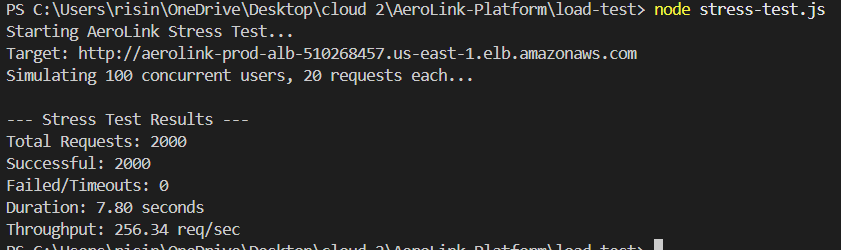 PS C:\Users\risin\OneDrive\Desktop\cloud 2\AeroLink-Platform\load-test> node stress-test.js
Starting AeroLink Stress Test...
Target: http://aerolink-prod-alb-510268457.us-east-1.elb.amazonaws.com
Simulating 100 concurrent users, 20 requests each...
--- Stress Test Results ---
Total Requests: 2000
Successful: 2000
Failed/Timeouts: 0
Duration: 7.80 seconds
Throughput: 256.34 req/sec
PS C:\Users\risin\OneDrive\Desktop\cloud 2\AeroLink-Platform\load-test>